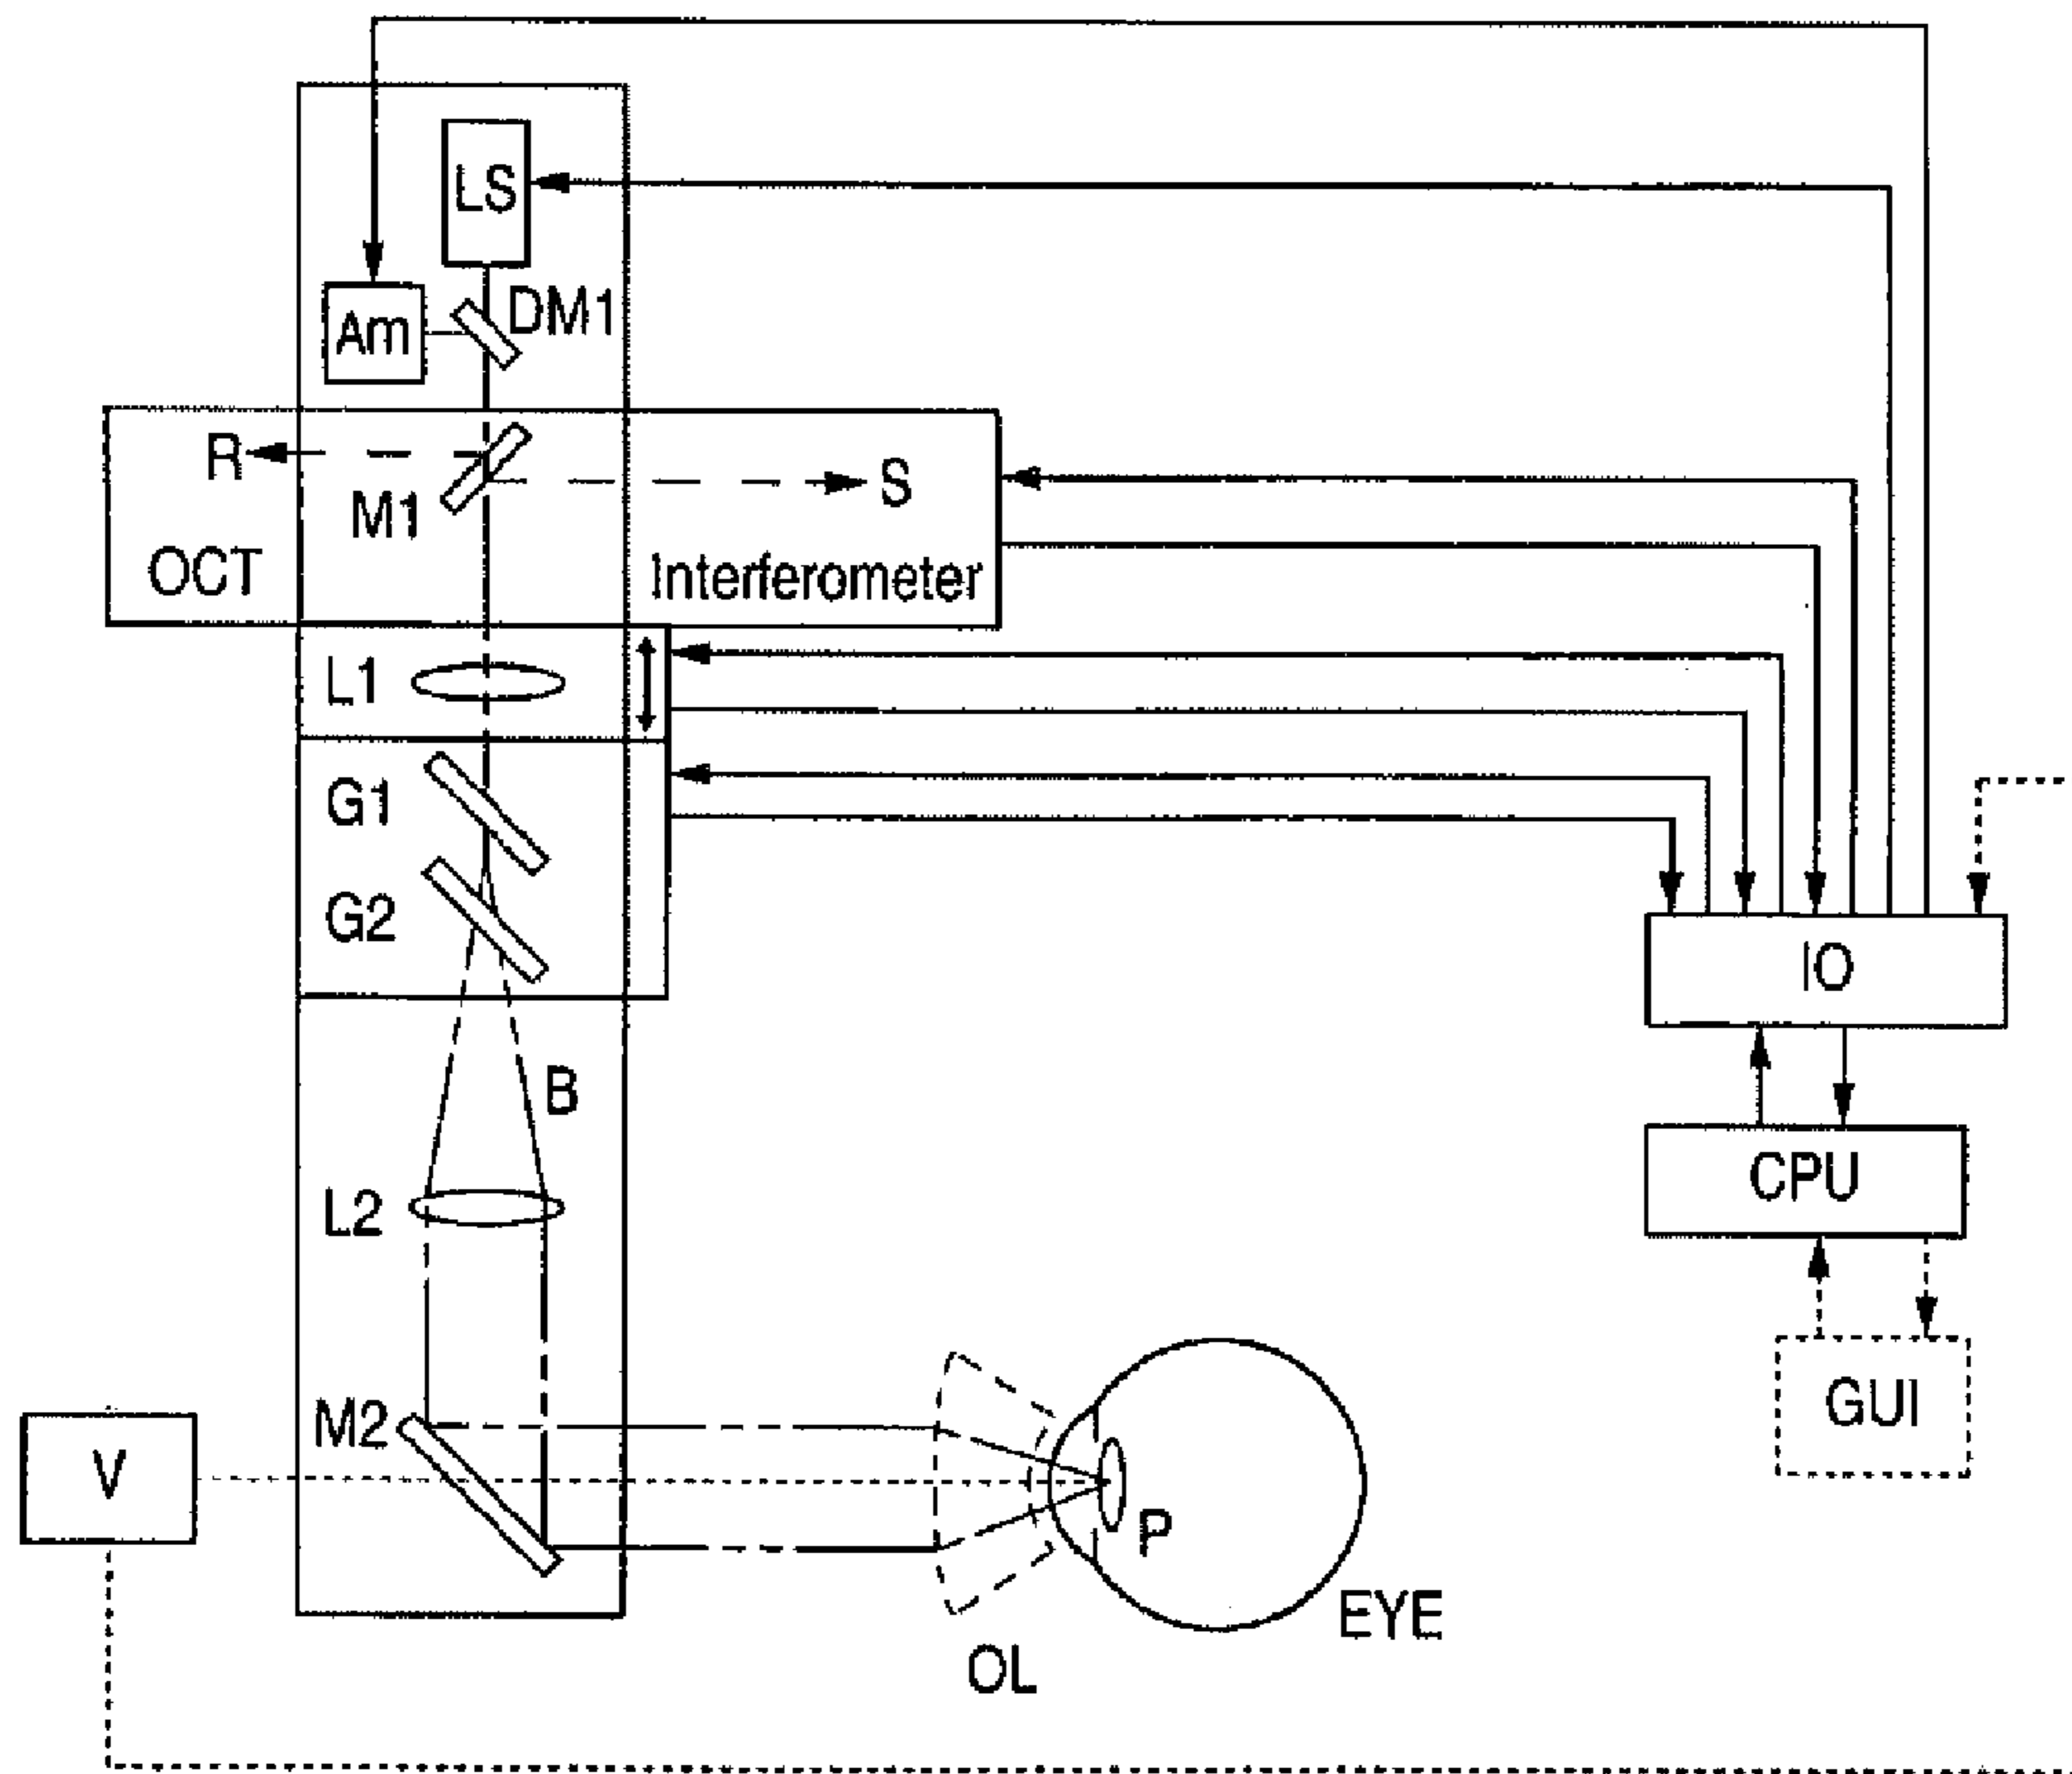 LS
DM1
Am
R
S
M1
OCT
Interferometer
L1
G1
G2
IO
B
CPU
L2
GUI
M2
V
P
EYE
OL